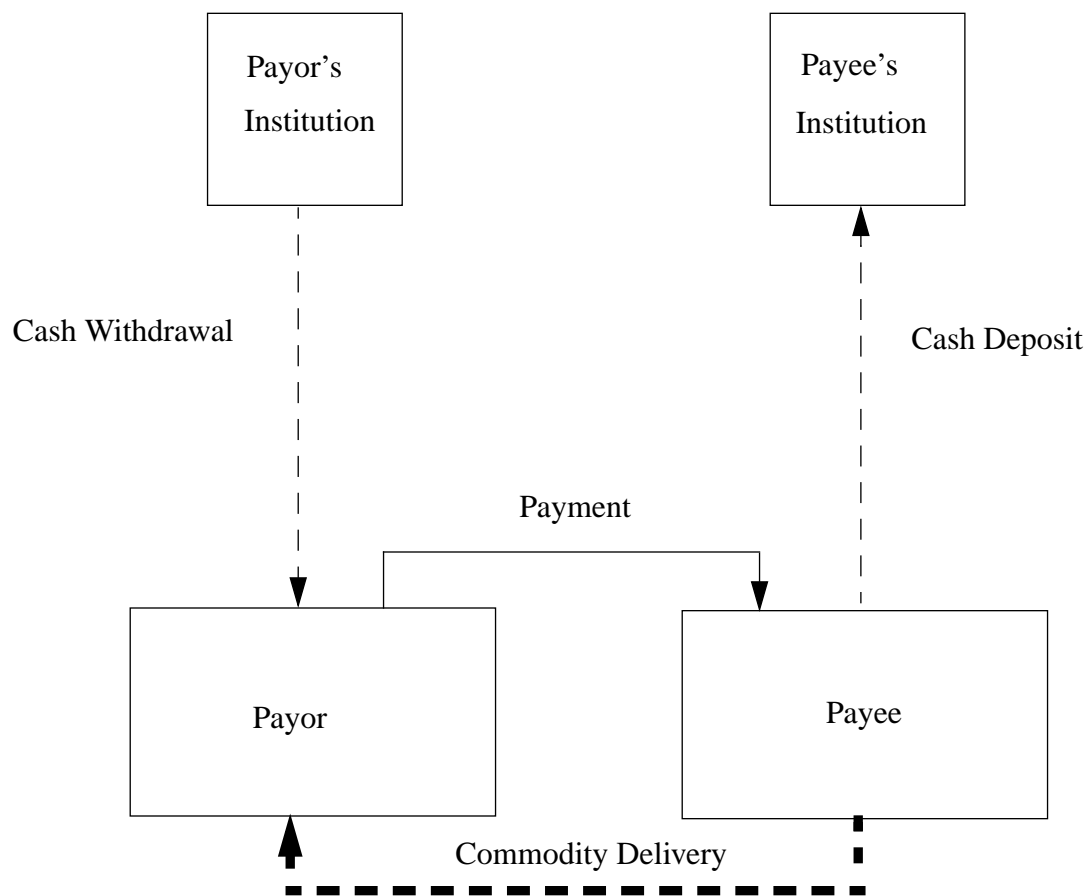 Payor's
Institution
Payee's
Institution
Cash Withdrawal
Cash Deposit
Payment
Payor
Payee
Commodity Delivery